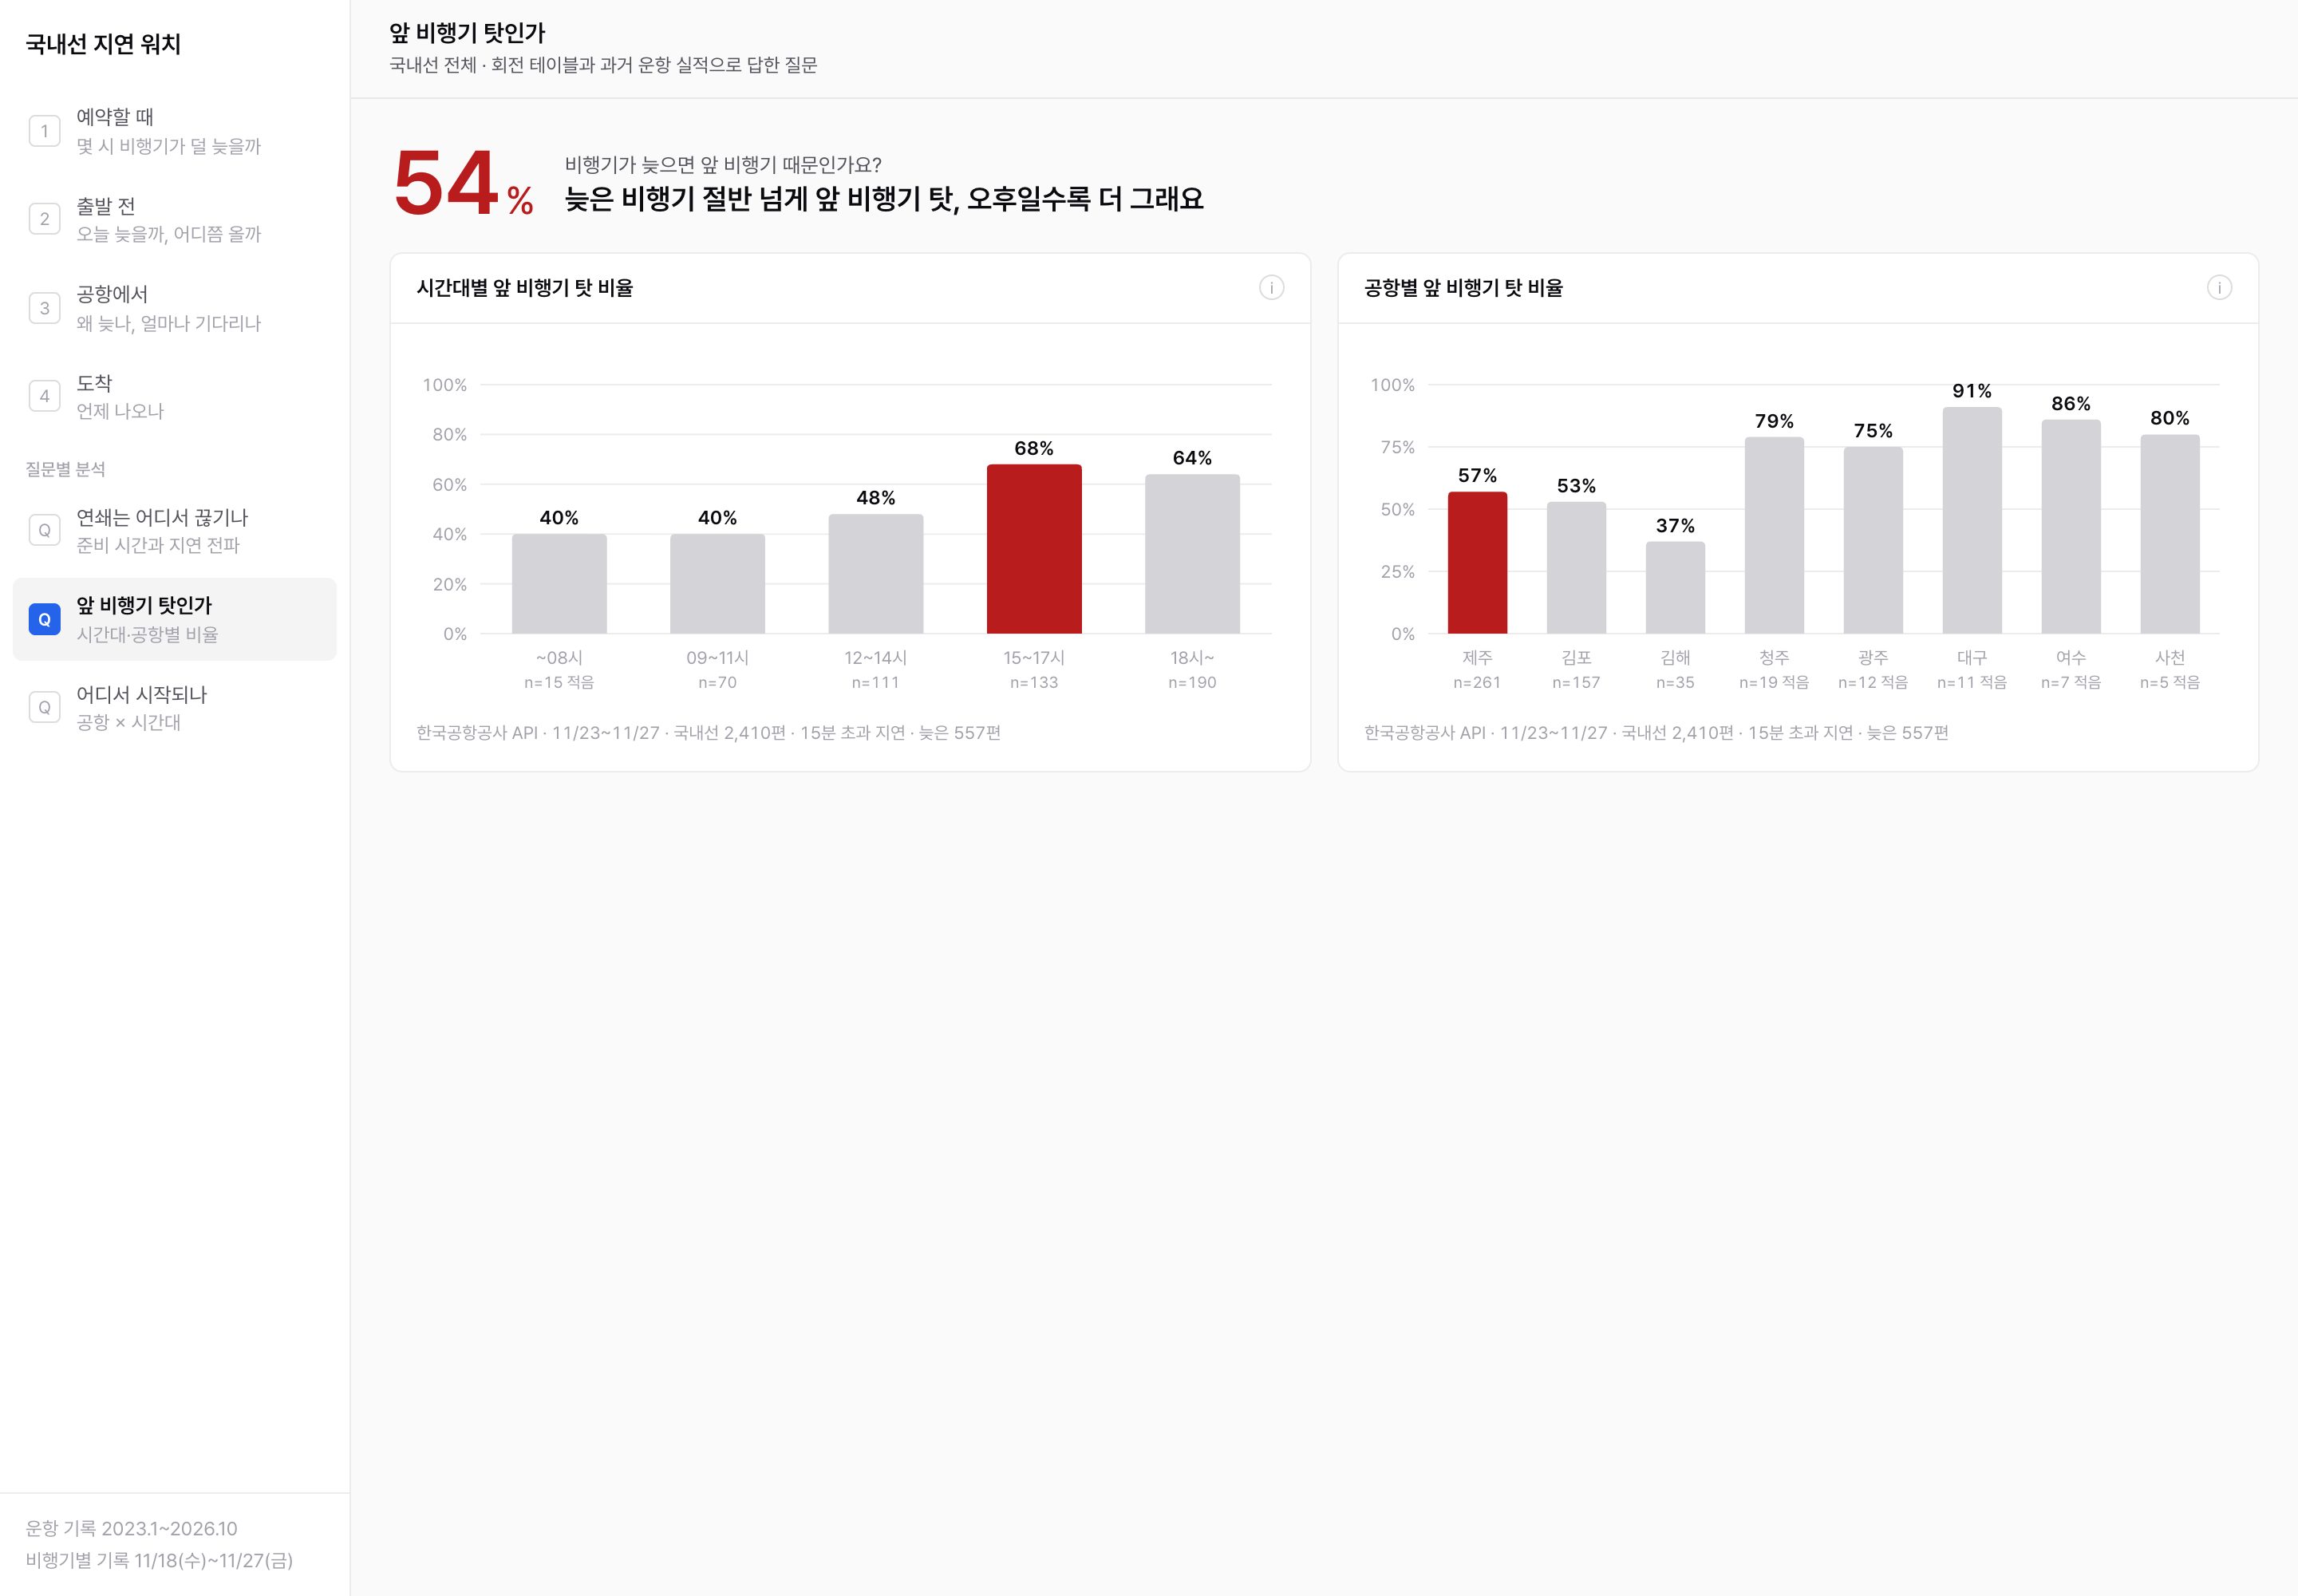 국내선 지연 워치
1
예약할 때
몇 시 비행기가 덜 늦을까
2
출발 전
오늘 늦을까, 어디쯤 올까
3
공항에서
왜 늦나, 얼마나 기다리나
4
도착
언제 나오나
질문별 분석
Q
연쇄는 어디서 끊기나
준비 시간과 지연 전파
Q
앞 비행기 탓인가
시간대·공항별 비율
Q
어디서 시작되나
공항 × 시간대
운항 기록 2023.1~2026.10
비행기별 기록 11/18(수)~11/27(금)
앞 비행기 탓인가
국내선 전체 · 회전 테이블과 과거 운항 실적으로 답한 질문
54%
비행기가 늦으면 앞 비행기 때문인가요?
늦은 비행기 절반 넘게 앞 비행기 탓, 오후일수록 더 그래요
시간대별 앞 비행기 탓 비율
i
100%
80%
60%
40%
20%
0%
40%
40%
48%
68%
64%
~08시
09~11시
12~14시
15~17시
18시~
n=15 적음
n=70
n=111
n=133
n=190
한국공항공사 API · 11/23~11/27 · 국내선 2,410편 · 15분 초과 지연 · 늦은 557편
공항별 앞 비행기 탓 비율
i
100%
75%
50%
25%
0%
57%
53%
37%
79%
75%
91%
86%
80%
제주
김포
김해
청주
광주
대구
여수
사천
n=261
n=157
n=35
n=19 적음
n=12 적음
n=11 적음
n=7 적음
n=5 적음
한국공항공사 API · 11/23~11/27 · 국내선 2,410편 · 15분 초과 지연 · 늦은 557편